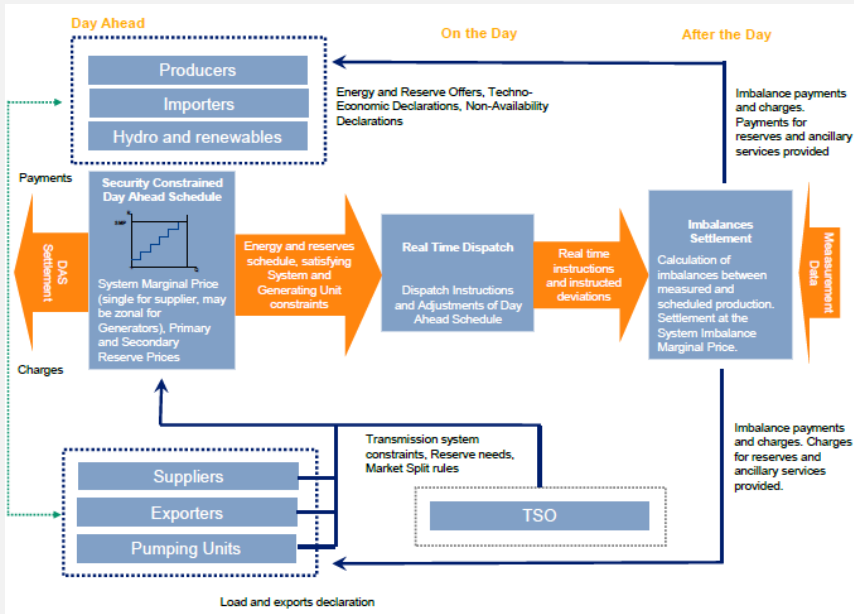 Day Ahead
On the Day
After the Day
Producers
Importers
Hydro and renewables
Energy and Reserve Offers, Techno-
Economic Declarations, Non-Availability
Declarations
Imbalance payments
and charges.
Payments for
reserves and ancillary
services provided
Payments
DAS
Settlement
Charges
Security Constrained
Day Ahead Schedule
SMP
System Marginal Price
(single for supplier, may
be zonal for
Generators), Primary
and Secondary
Reserve Prices
Energy and reserves
schedule, satisfying
System and
Generating Unit
constraints
Real Time Dispatch
Dispatch Instructions
and Adjustments of Day
Ahead Schedule
Real time
instructions
and instructed
deviations
Imbalances
Settlement
Calculation of
imbalances between
measured and
scheduled production.
Settlement at the
System Imbalance
Marginal Price.
Measurement
Data
Transmission system
constraints, Reserve needs,
Market Split rules
Imbalance payments
and charges. Charges
for reserves and
ancillary services
provided.
Suppliers
Exporters
Pumping Units
TSO
Load and exports declaration